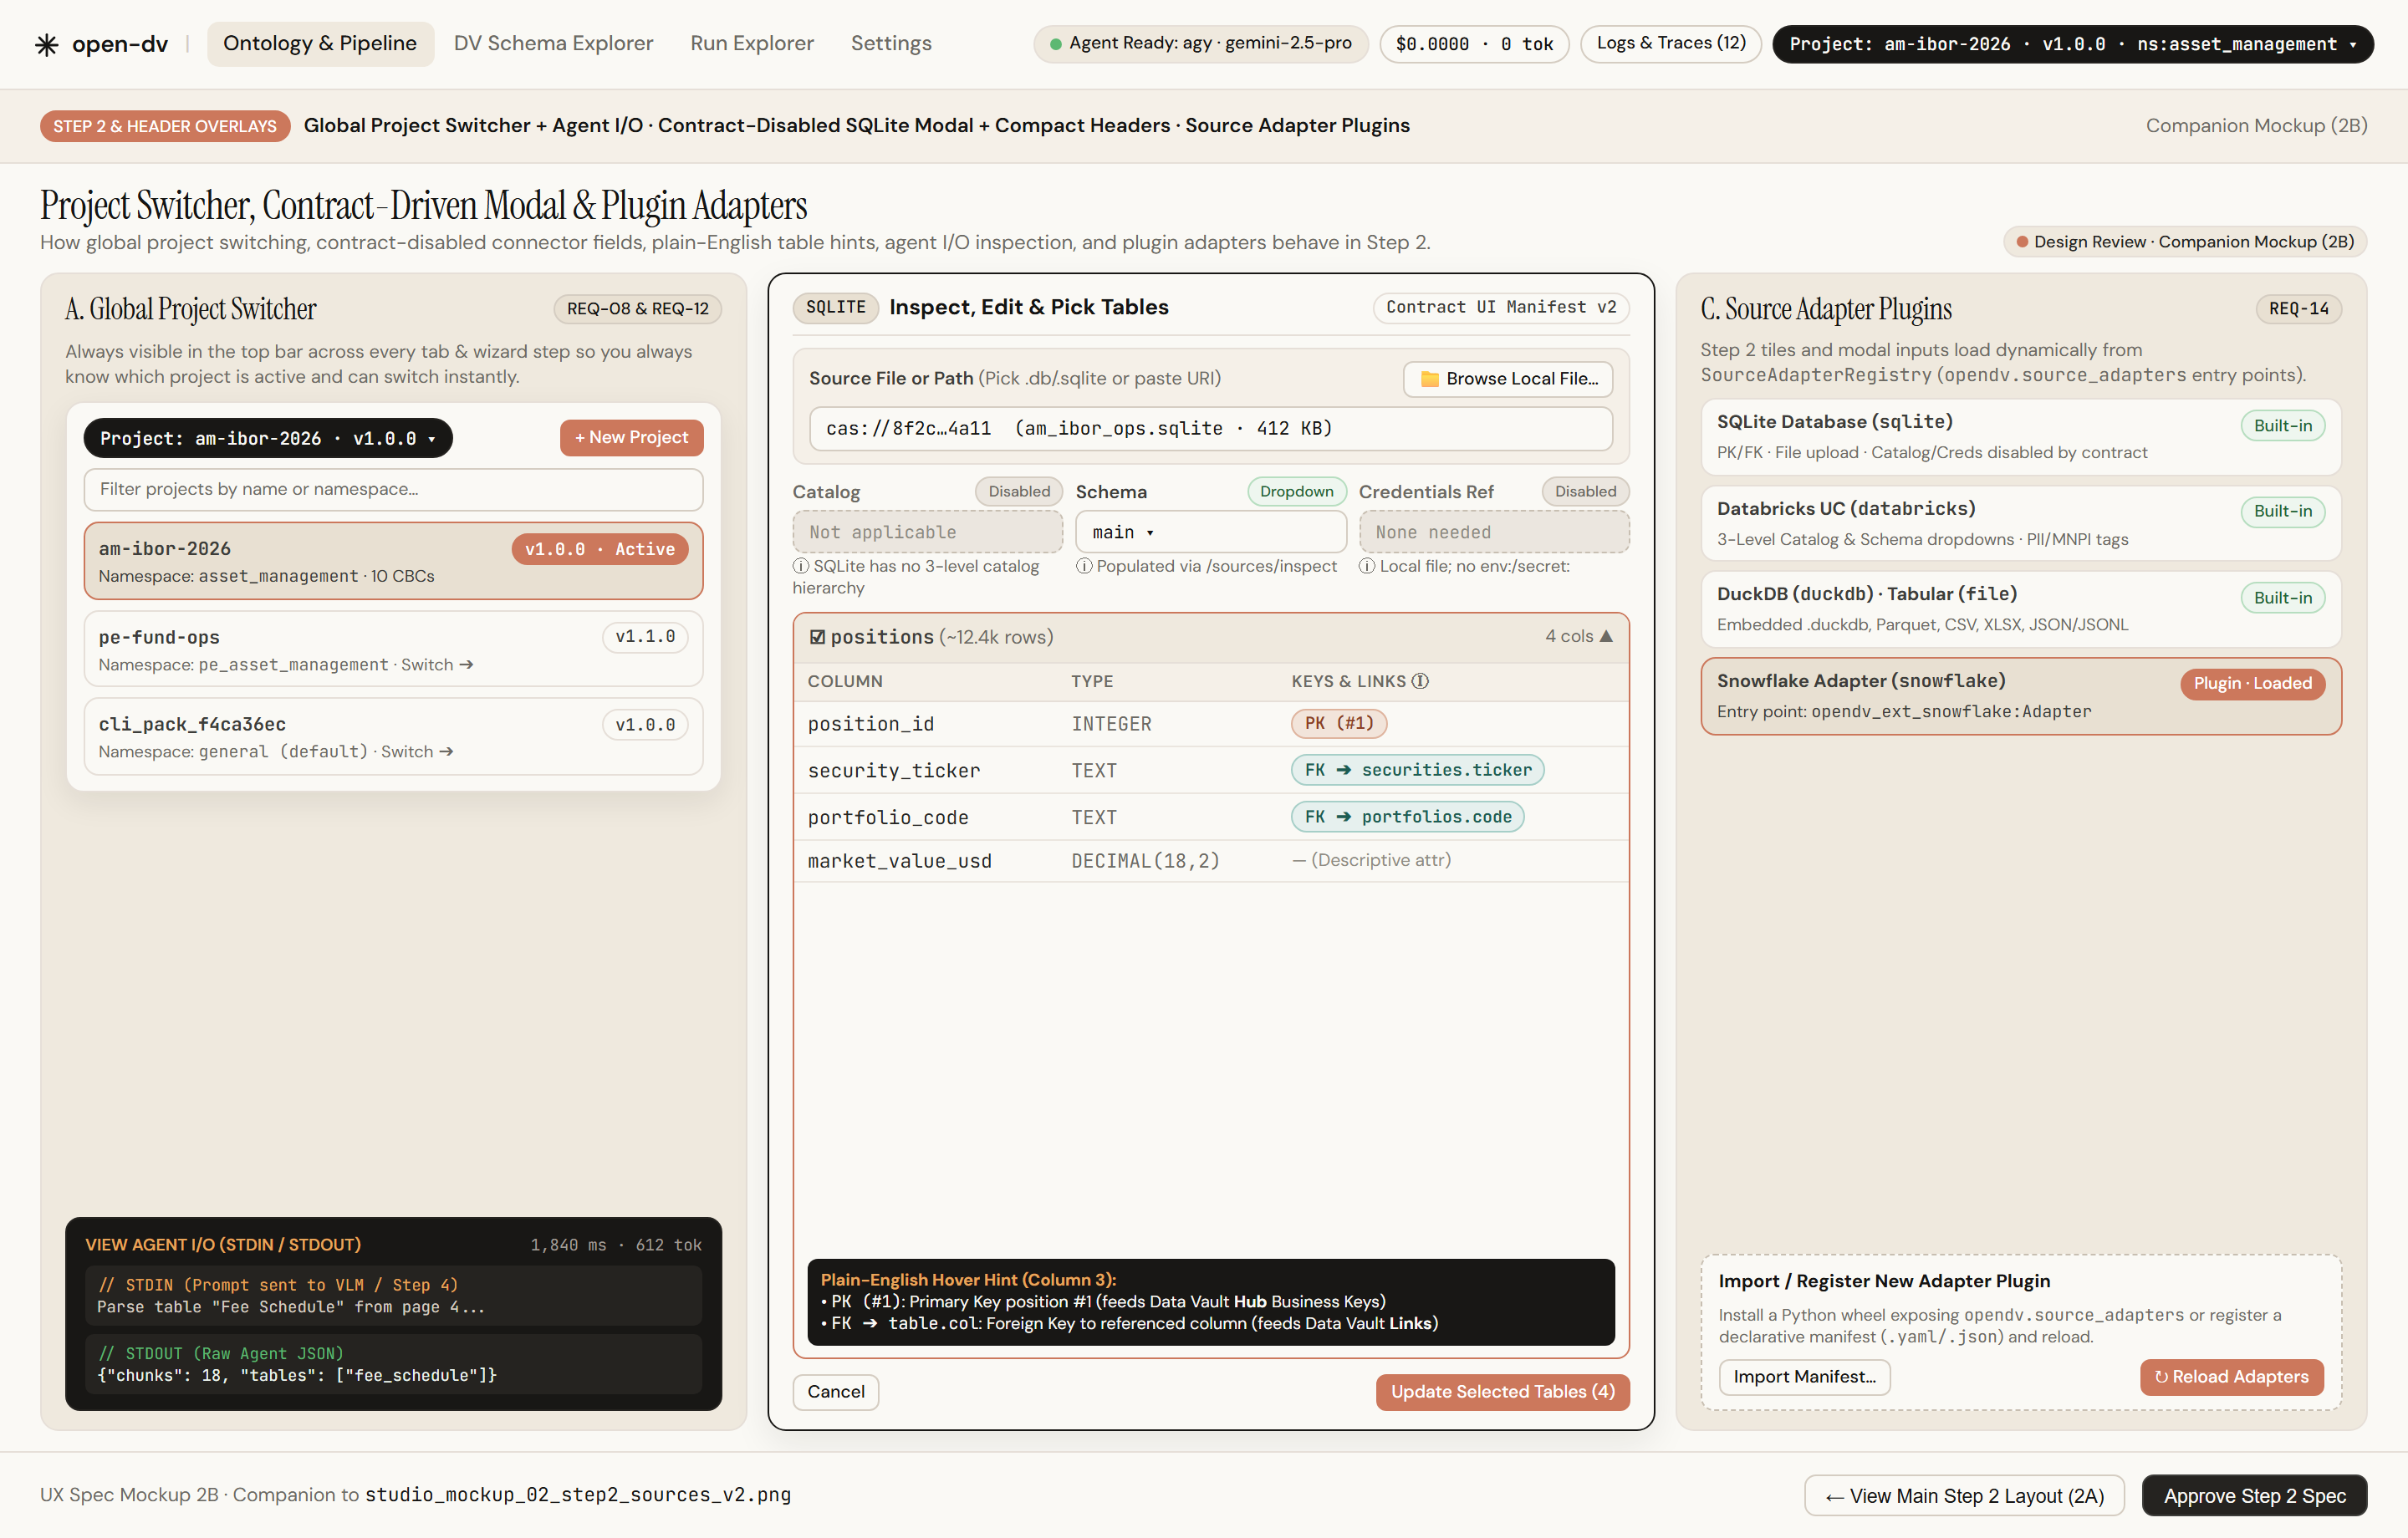 open-dv | Ontology & Pipeline DV Schema Explorer Run Explorer Settings Agent Ready: agy · gemini-2.5-pro $0.0000 · 0 tok Logs & Traces (12) Project: am-ibor-2026 · v1.0.0 · ns:asset_management ▾
STEP 2 & HEADER OVERLAYS Global Project Switcher + Agent I/O · Contract-Disabled SQLite Modal + Compact Headers · Source Adapter Plugins Companion Mockup (2B)
Project Switcher, Contract-Driven Modal & Plugin Adapters
How global project switching, contract-disabled connector fields, plain-English table hints, agent I/O inspection, and plugin adapters behave in Step 2.
Design Review · Companion Mockup (2B)
A. Global Project Switcher REQ-08 & REQ-12
Always visible in the top bar across every tab & wizard step so you always
know which project is active and can switch instantly.
Project: am-ibor-2026 · v1.0.0 ▾ + New Project
Filter projects by name or namespace…
am-ibor-2026 v1.0.0 · Active
Namespace: asset_management · 10 CBCs
pe-fund-ops v1.1.0
Namespace: pe_asset_management · Switch ➔
cli_pack_f4ca36ec v1.0.0
Namespace: general (default) · Switch ➔
VIEW AGENT I/O (STDIN / STDOUT) 1,840 ms · 612 tok
// STDIN (Prompt sent to VLM / Step 4)
Parse table "Fee Schedule" from page 4...
// STDOUT (Raw Agent JSON)
{"chunks": 18, "tables": ["fee_schedule"]}
SQLITE Inspect, Edit & Pick Tables Contract UI Manifest v2
Source File or Path (Pick .db/.sqlite or paste URI) 📁 Browse Local File…
cas://8f2c…4a11 (am_ibor_ops.sqlite · 412 KB)
Catalog Disabled Schema Dropdown Credentials Ref Disabled
Not applicable main ▾ None needed
ⓘ SQLite has no 3-level catalog
hierarchy
ⓘ Populated via /sources/inspect
ⓘ Local file; no env:/secret:
☑ positions (~12.4k rows) 4 cols ▲
COLUMN TYPE KEYS & LINKS Ⓘ
position_id INTEGER PK (#1)
security_ticker TEXT FK ➔ securities.ticker
portfolio_code TEXT FK ➔ portfolios.code
market_value_usd DECIMAL(18,2) — (Descriptive attr)
Plain-English Hover Hint (Column 3):
• PK (#1): Primary Key position #1 (feeds Data Vault Hub Business Keys)
• FK ➔ table.col: Foreign Key to referenced column (feeds Data Vault Links)
Cancel Update Selected Tables (4)
C. Source Adapter Plugins REQ-14
Step 2 tiles and modal inputs load dynamically from
SourceAdapterRegistry (opendv.source_adapters entry points).
SQLite Database (sqlite) Built-in
PK/FK · File upload · Catalog/Creds disabled by contract
Databricks UC (databricks) Built-in
3-Level Catalog & Schema dropdowns · PII/MNPI tags
DuckDB (duckdb) · Tabular (file) Built-in
Embedded .duckdb, Parquet, CSV, XLSX, JSON/JSONL
Snowflake Adapter (snowflake) Plugin · Loaded
Entry point: opendv_ext_snowflake:Adapter
Import / Register New Adapter Plugin
Install a Python wheel exposing opendv.source_adapters or register a
declarative manifest (.yaml/.json) and reload.
Import Manifest… ↻ Reload Adapters
UX Spec Mockup 2B · Companion to studio_mockup_02_step2_sources_v2.png ← View Main Step 2 Layout (2A) Approve Step 2 Spec